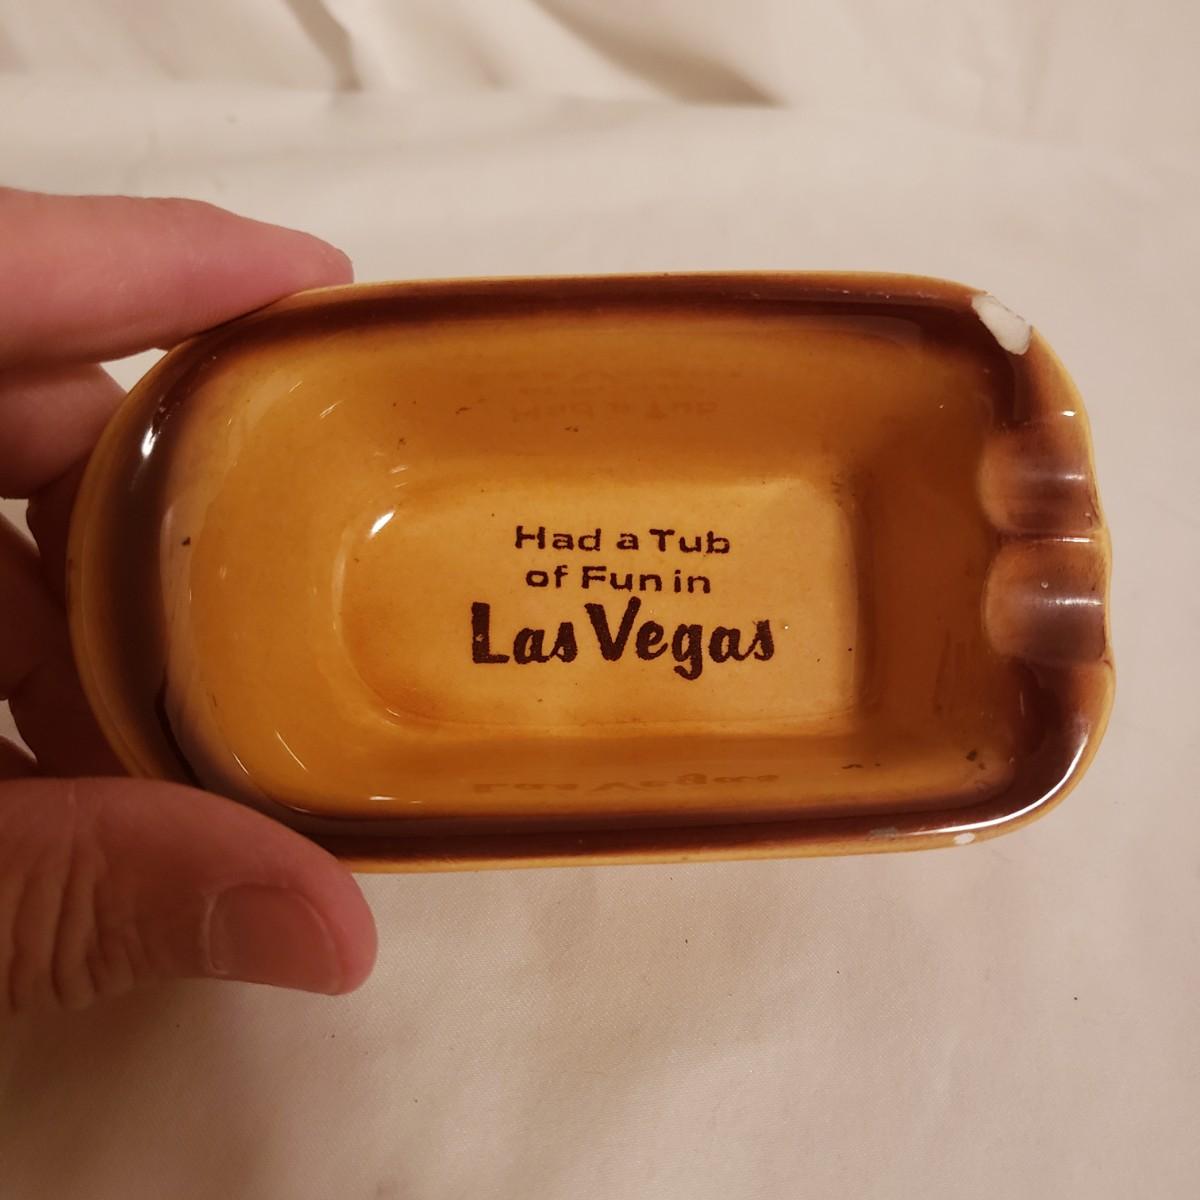 Had a Tub
of Fun in
Las Vegas